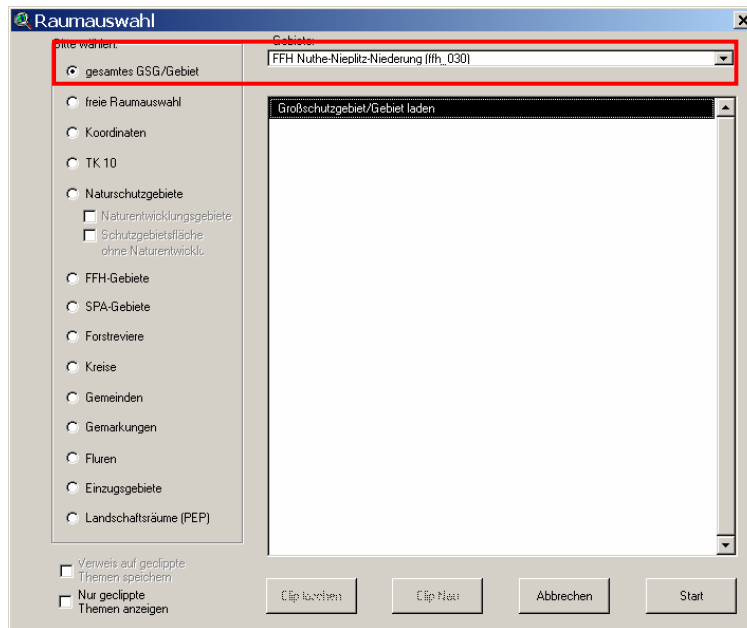 Raumauswahl
Bitte wählen:
gesamtes GSG/Gebiet
freie Raumauswahl
Koordinaten
TK 10
Naturschutzgebiete
Naturentwicklungsgebiete
Schutzgebietsfläche
ohne Naturentwickl.
FFH-Gebiete
SPA-Gebiete
Forstreviere
Kreise
Gemeinden
Gemarkungen
Fluren
Einzugsgebiete
Landschaftsräume (PEP)
Verweis auf geclippte
Themen speichern
Nur geclippte
Themen anzeigen
Gebiete:
FFH Nuthe-Nieplitz-Niederung (ffh_030)
Großschutzgebiet/Gebiet laden
Clip löschen
Clip Neu
Abbrechen
Start